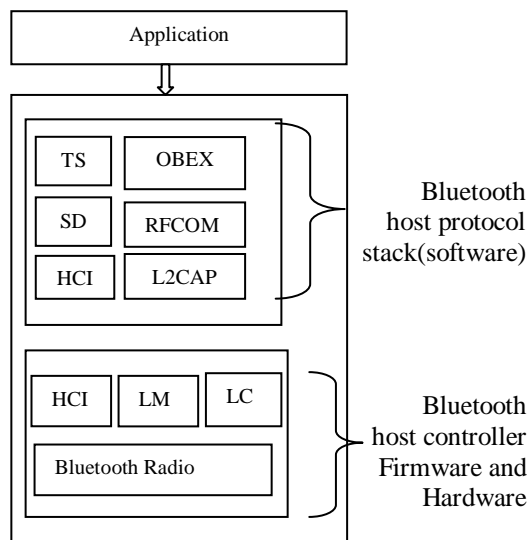 Application
TS OBEX
SD RFCOM
HCI L2CAP
Bluetooth
host protocol
stack(software)
HCI LM LC
Bluetooth Radio
Bluetooth
host controller
Firmware and
Hardware